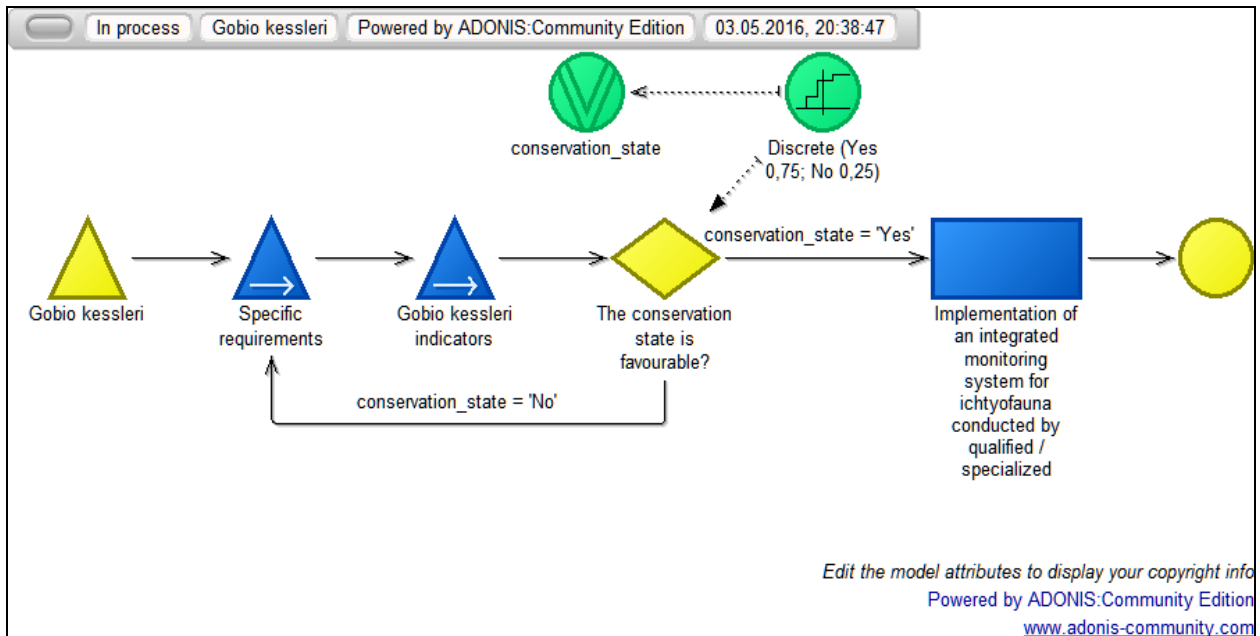 In process Gobio kessleri Powered by ADONIS:Community Edition 03.05.2016, 20:38:47
conservation_state
Discrete (Yes
0,75; No 0,25)
conservation_state = 'Yes'
Gobio kessleri
Specific
requirements
Gobio kessleri
indicators
The conservation
state is
favourable?
Implementation of
an integrated
monitoring
system for
ichtyofauna
conducted by
qualified /
specialized
conservation_state = 'No'
Edit the model attributes to display your copyright info
Powered by ADONIS:Community Edition
www.adonis-community.com